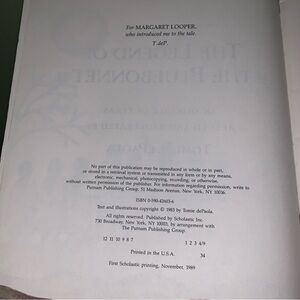 For MARGARET LOOPER,
who introduced me to the tale.
T. deP.
No part of this publication may be reproduced in whole or in part,
or stored in a retrieval system or transmitted in any form or by any means,
electronic, mechanical, photocopying, recording, or otherwise,
without written permission of the publisher. For information regarding permission, write to
Putnam Publishing Group, 51 Madison Avenue, New York, NY 10036.
ISBN 0-590-42603-6
Text and illustrations copyright © 1983 by Tomie dePaola.
All rights reserved. Published by Scholastic Inc.,
730 Broadway, New York, NY 10003, by arrangement with
The Putnam Publishing Group.
12 11 10 9 8 7
1 2 3 4/9
Printed in the U.S.A.
34
First Scholastic printing, November, 1989